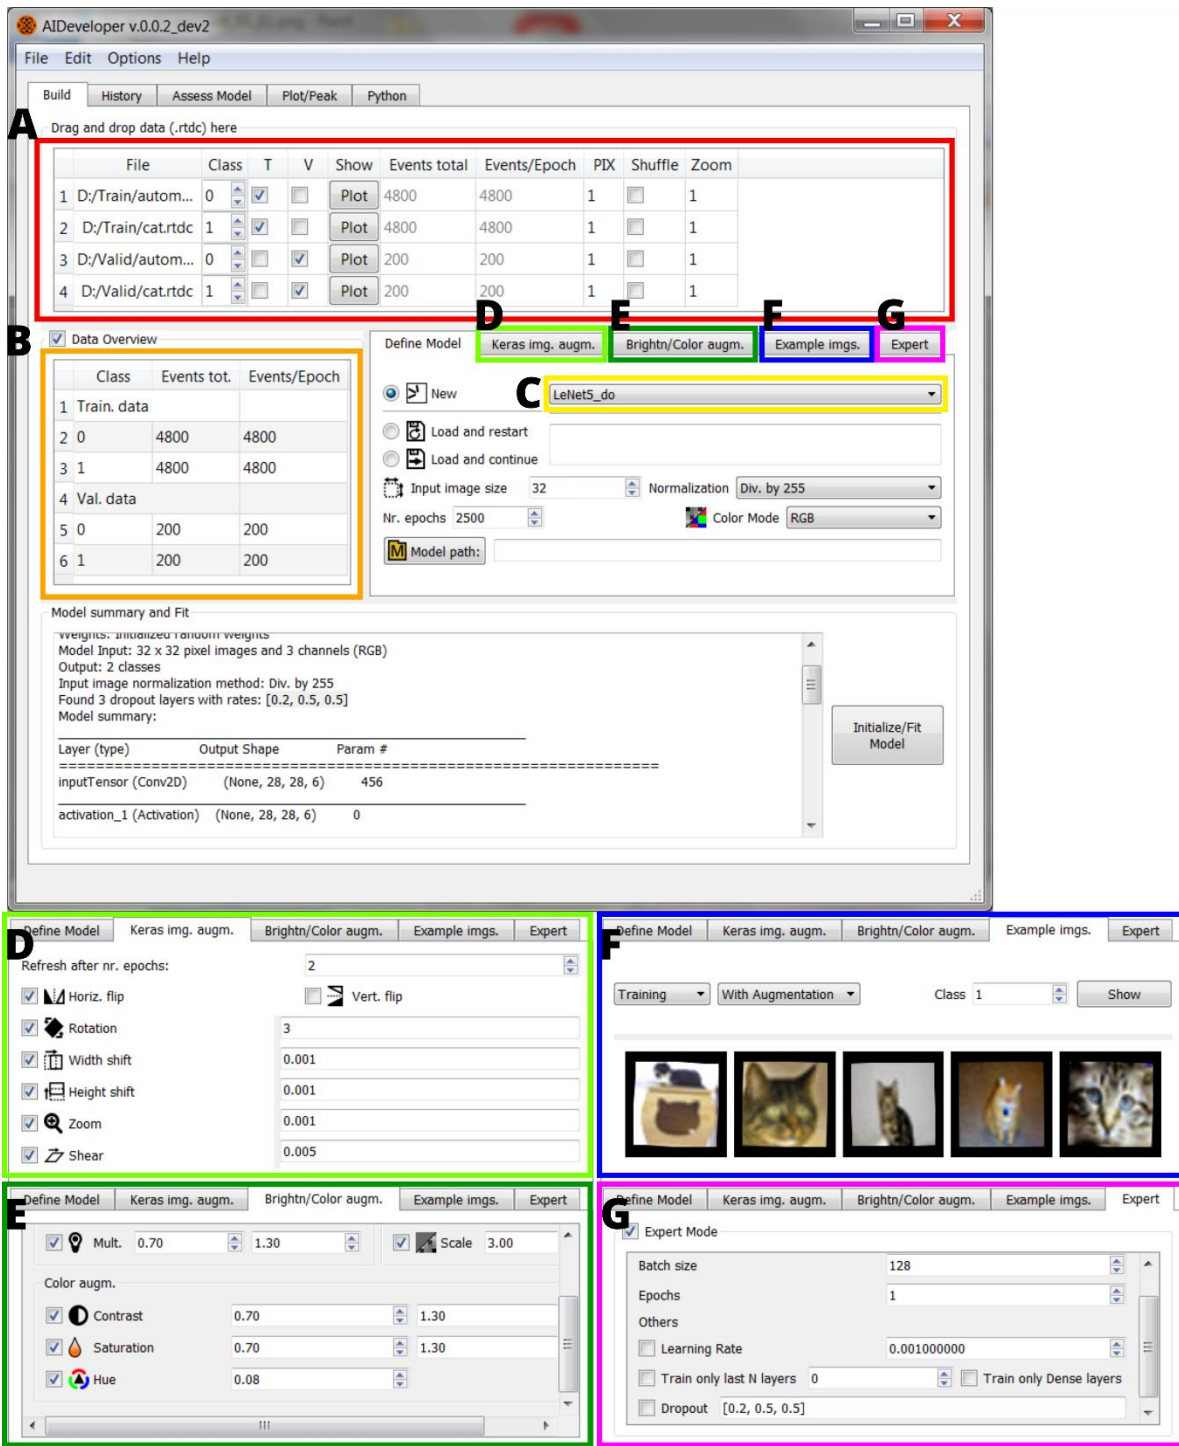 AIDeveloper v.0.0.2_dev2
File Edit Options Help
Build History Assess Model Plot/Peak Python
A
Drag and drop data (.rtdc) here
File Class T V Show Events total Events/Epoch PIX Shuffle Zoom
1 D:/Train/autom... 0 Plot 4800 4800 1 1
2 D:/Train/cat.rtdc 1 Plot 4800 4800 1 1
3 D:/Valid/autom... 0 Plot 200 200 1 1
4 D:/Valid/cat.rtdc 1 Plot 200 200 1 1
D E F G
B Data Overview
Define Model Keras img. augm. Brightn/Color augm. Example imgs. Expert
Class Events tot. Events/Epoch
1 Train. data
2 0 4800 4800
3 1 4800 4800
4 Val. data
5 0 200 200
6 1 200 200
New C LeNet5_do
Load and restart
Load and continue
Input image size 32 Normalization Div. by 255
Nr. epochs 2500 Color Mode RGB
M Model path:
Model summary and Fit
Weights: Initialized random weights
Model Input: 32 x 32 pixel images and 3 channels (RGB)
Output: 2 classes
Input image normalization method: Div. by 255
Found 3 dropout layers with rates: [0.2, 0.5, 0.5]
Model summary:
Layer (type) Output Shape Param #
inputTensor (Conv2D) (None, 28, 28, 6) 456
activation_1 (Activation) (None, 28, 28, 6) 0
Initialize/Fit
Model
D
Define Model Keras img. augm. Brightn/Color augm. Example imgs. Expert
Refresh after nr. epochs: 2
Horiz. flip Vert. flip
Rotation 3
Width shift 0.001
Height shift 0.001
Zoom 0.001
Shear 0.005
F
Define Model Keras img. augm. Brightn/Color augm. Example imgs. Expert
Training With Augmentation Class 1 Show
E
Define Model Keras img. augm. Brightn/Color augm. Example imgs. Expert
Mult. 0.70 1.30 Scale 3.00
Color augm.
Contrast 0.70 1.30
Saturation 0.70 1.30
Hue 0.08
G
Define Model Keras img. augm. Brightn/Color augm. Example imgs. Expert
Expert Mode
Batch size 128
Epochs 1
Others
Learning Rate 0.001000000
Train only last N layers 0 Train only Dense layers
Dropout [0.2, 0.5, 0.5]